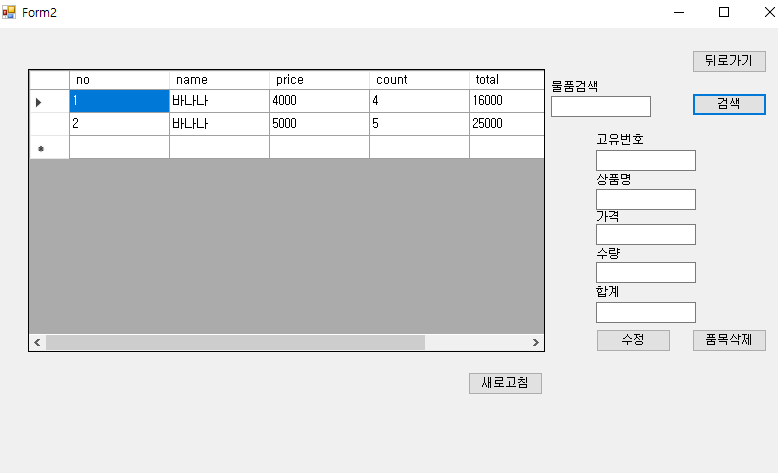 Form2
뒤로가기
no name price count total
1 바나나 4000 4 16000
2 바나나 5000 5 25000
물품검색
검색
고유번호
상품명
가격
수량
합계
수정 품목삭제
새로고침